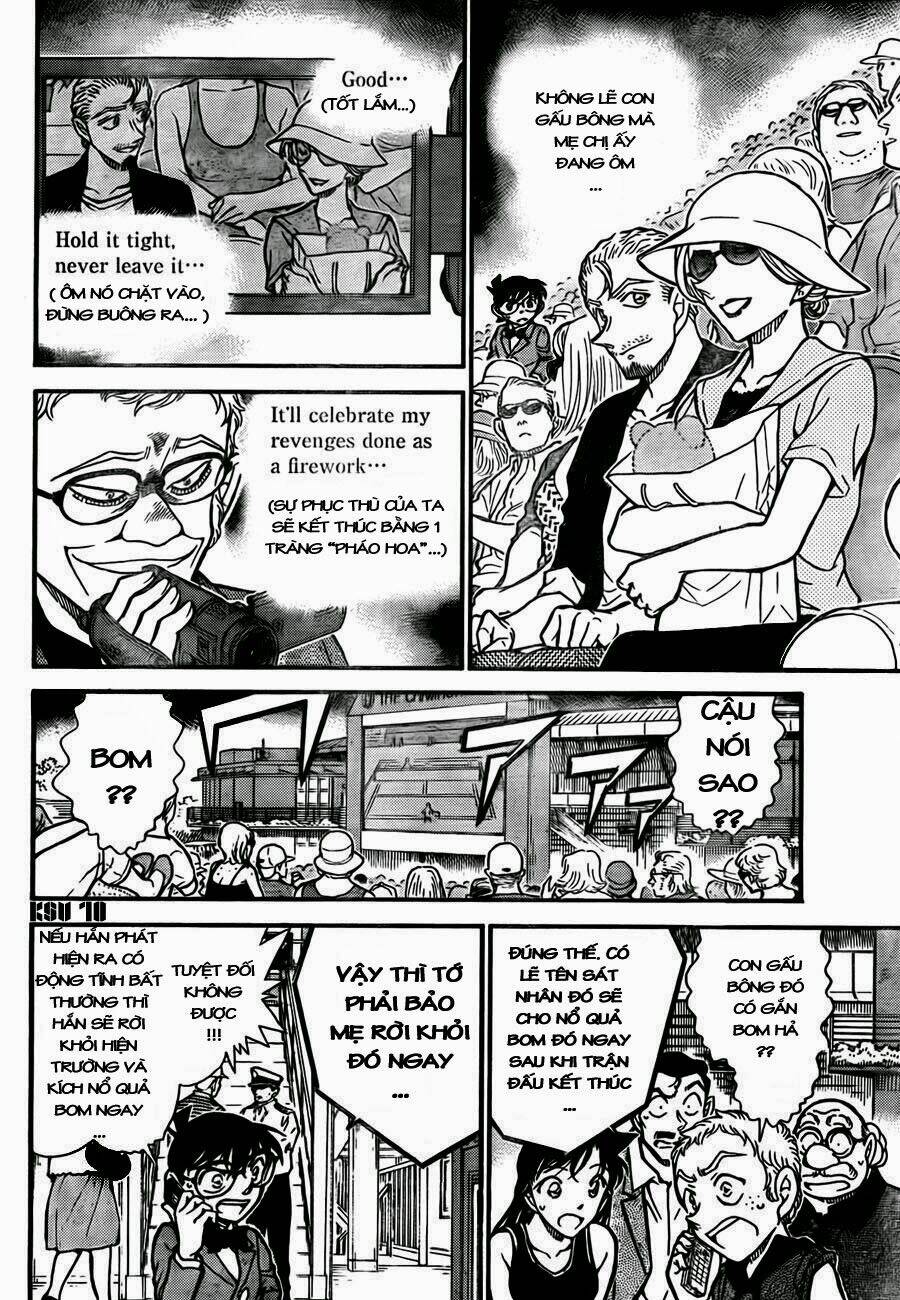 KHÔNG LẼ CON
GẤU BÔNG MÀ
MẸ CHỊ ẤY
ĐANG ÔM
...
Good...
(TỐT LẮM...)
Hold it tight,
never leave it...
( ÔM NÓ CHẶT VÀO,
ĐỪNG BUÔNG RA... )
It'll celebrate my
revenges done as
a firework...
(SỰ PHỤC THÙ CỦA TA
SẼ KẾT THÚC BẰNG 1
TRÀNG “PHÁO HOA”...)
CẬU
NÓI
SAO
??
THE
BOM
??
KSV 10
CON GẤU
BÔNG ĐÓ
CÓ GẮN
BOM HẢ
??
ĐÚNG THẾ. CÓ
LẼ TÊN SÁT
NHÂN ĐÓ SẼ
CHO NỔ QUẢ
BOM ĐÓ NGAY
SAU KHI TRẬN
ĐẤU KẾT THÚC
...
VẬY THÌ TỚ
PHẢI BẢO
MẸ RỜI KHỎI
ĐÓ NGAY
...
TUYỆT ĐỐI
KHÔNG
ĐƯỢC
!!!
NẾU HẮN PHÁT
HIỆN RA CÓ
ĐỘNG TĨNH BẤT
THƯỜNG THÌ
HẮN SẼ RỜI
KHỎI HIỆN
TRƯỜNG VÀ
KÍCH NỔ QUẢ
BOM NGAY
...